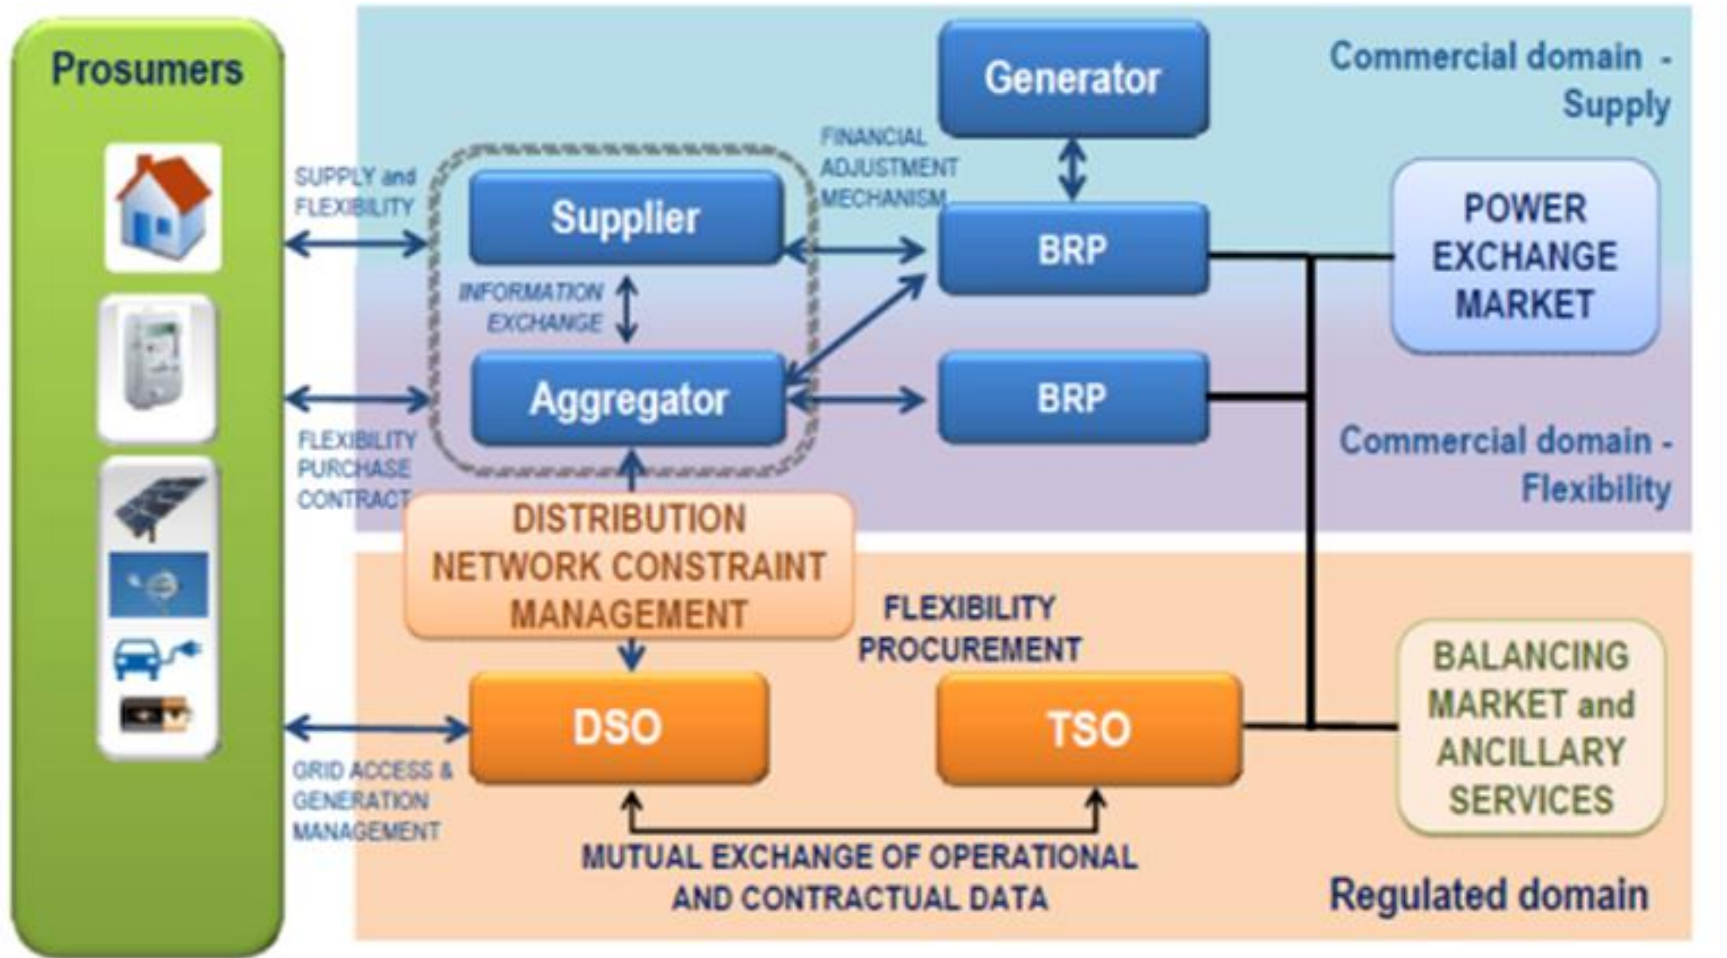 Prosumers
Generator
Commercial domain -
Supply
FINANCIAL
ADJUSTMENT
MECHANISM
SUPPLY and
FLEXIBILITY
Supplier
BRP
POWER
EXCHANGE
MARKET
INFORMATION
EXCHANGE
Aggregator
BRP
FLEXIBILITY
PURCHASE
CONTRACT
Commercial domain -
Flexibility
DISTRIBUTION
NETWORK CONSTRAINT
MANAGEMENT
FLEXIBILITY
PROCUREMENT
DSO
TSO
BALANCING
MARKET and
ANCILLARY
SERVICES
GRID ACCESS &
GENERATION
MANAGEMENT
MUTUAL EXCHANGE OF OPERATIONAL
AND CONTRACTUAL DATA
Regulated domain